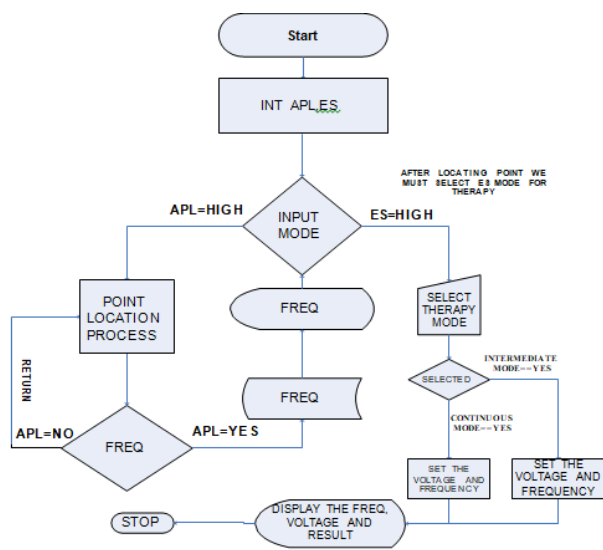 Start
INT APL,ES
AFTER LOCATING POINT WE
MUST SELECT ES MODE FOR
THERAPY
APL=HIGH
INPUT
MODE
ES=HIGH
POINT
LOCATION
PROCESS
FREQ
SELECT
THERAPY
MODE
RETURN
FREQ
SELECTED
INTERMEDIATE
MODE==YES
APL=NO
FREQ
APL=YES
CONTINUOUS
MODE==YES
SET THE
VOLTAGE AND
FREQUENCY
SET THE
VOLTAGE AND
FREQUENCY
STOP
DISPLAY THE FREQ,
VOLTAGE AND
RESULT